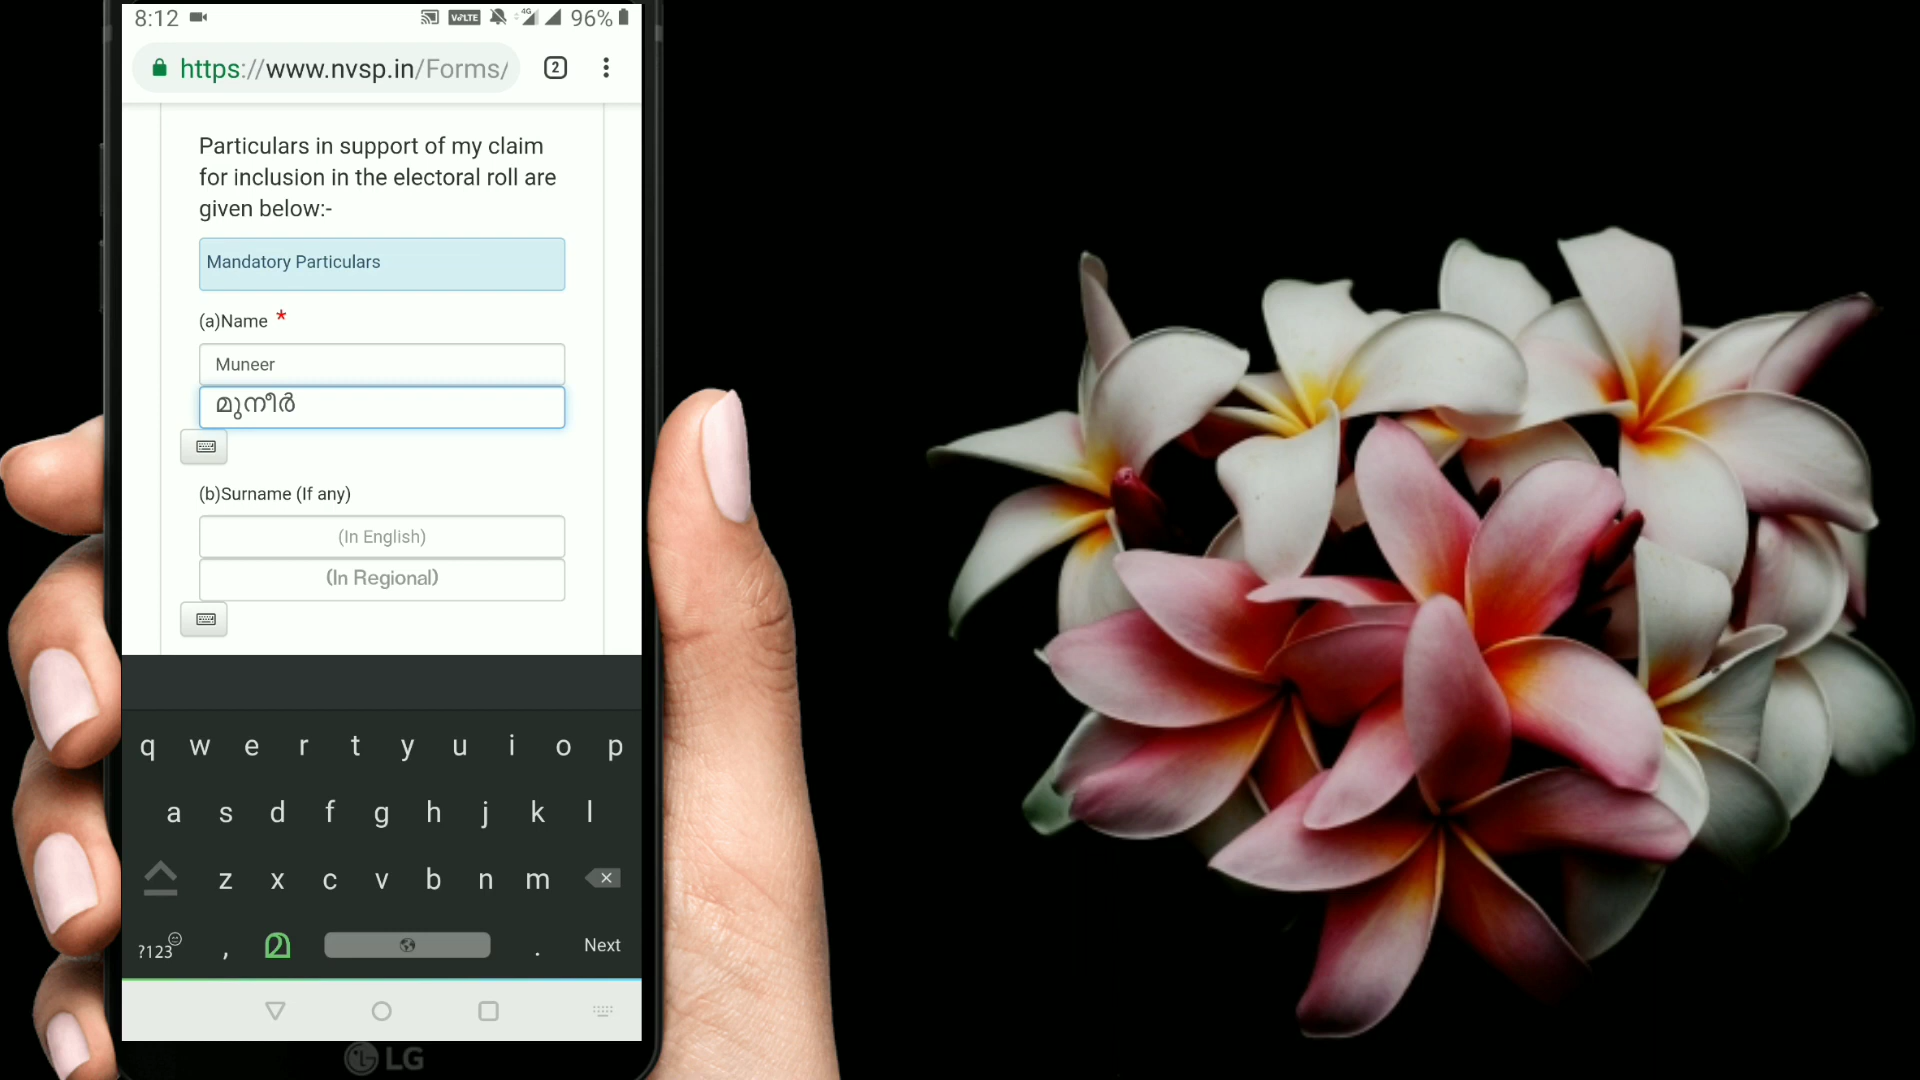 8:12 VoLTE 4G 96%
https://www.nvsp.in/Forms/ 2
Particulars in support of my claim
for inclusion in the electoral roll are
given below:-
Mandatory Particulars
(a)Name *
Muneer
മുനീർ
(b)Surname (If any)
(In English)
(In Regional)
q w e r t y u i o p
a s d f g h j k l
z x c v b n m
?123 , മ . Next
LG